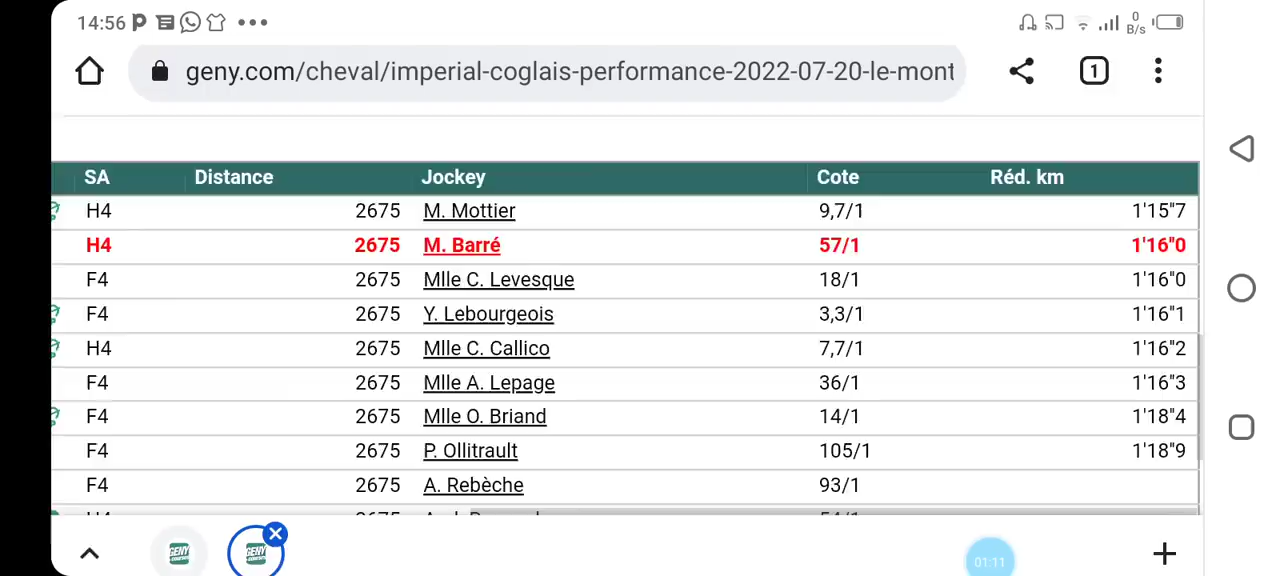 14:56
0
B/s
geny.com/cheval/imperial-coglais-performance-2022-07-20-le-mont
1
SA Distance Jockey Cote Réd. km
H4 2675 M. Mottier 9,7/1 1'15"7
H4 2675 M. Barré 57/1 1'16"0
F4 2675 Mlle C. Levesque 18/1 1'16"0
F4 2675 Y. Lebourgeois 3,3/1 1'16"1
H4 2675 Mlle C. Callico 7,7/1 1'16"2
F4 2675 Mlle A. Lepage 36/1 1'16"3
F4 2675 Mlle O. Briand 14/1 1'18"4
F4 2675 P. Ollitrault 105/1 1'18"9
F4 2675 A. Rebèche 93/1
GENY
GENY
01:11